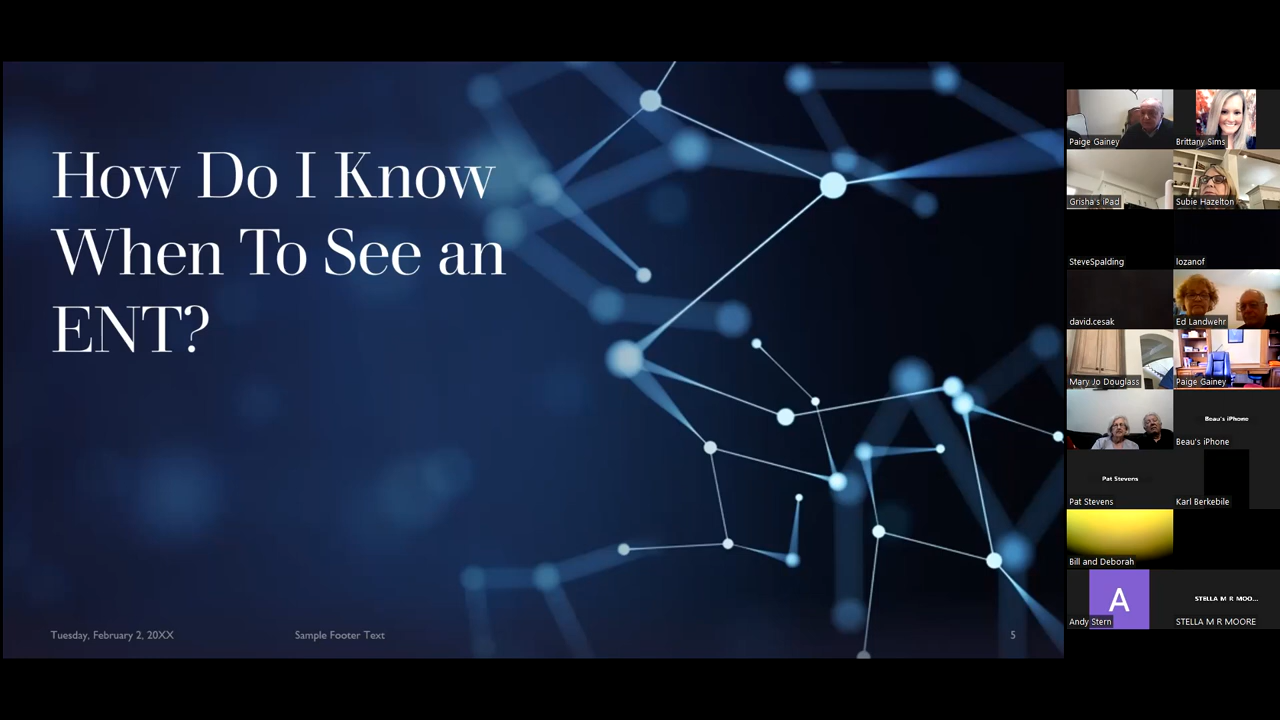 How Do I Know
When To See an
ENT?
Tuesday, February 2, 20XX
Sample Footer Text
5
Paige Gainey
Brittany Sims
Grisha's iPad
Subie Hazelton
SteveSpalding
lozanof
david.cesak
Ed Landwehr
Mary Jo Douglass
Paige Gainey
Beau's iPhone
Beau's iPhone
Pat Stevens
Pat Stevens
Karl Berkebile
Bill and Deborah
A
Andy Stern
STELLA M R MOO...
STELLA M R MOORE